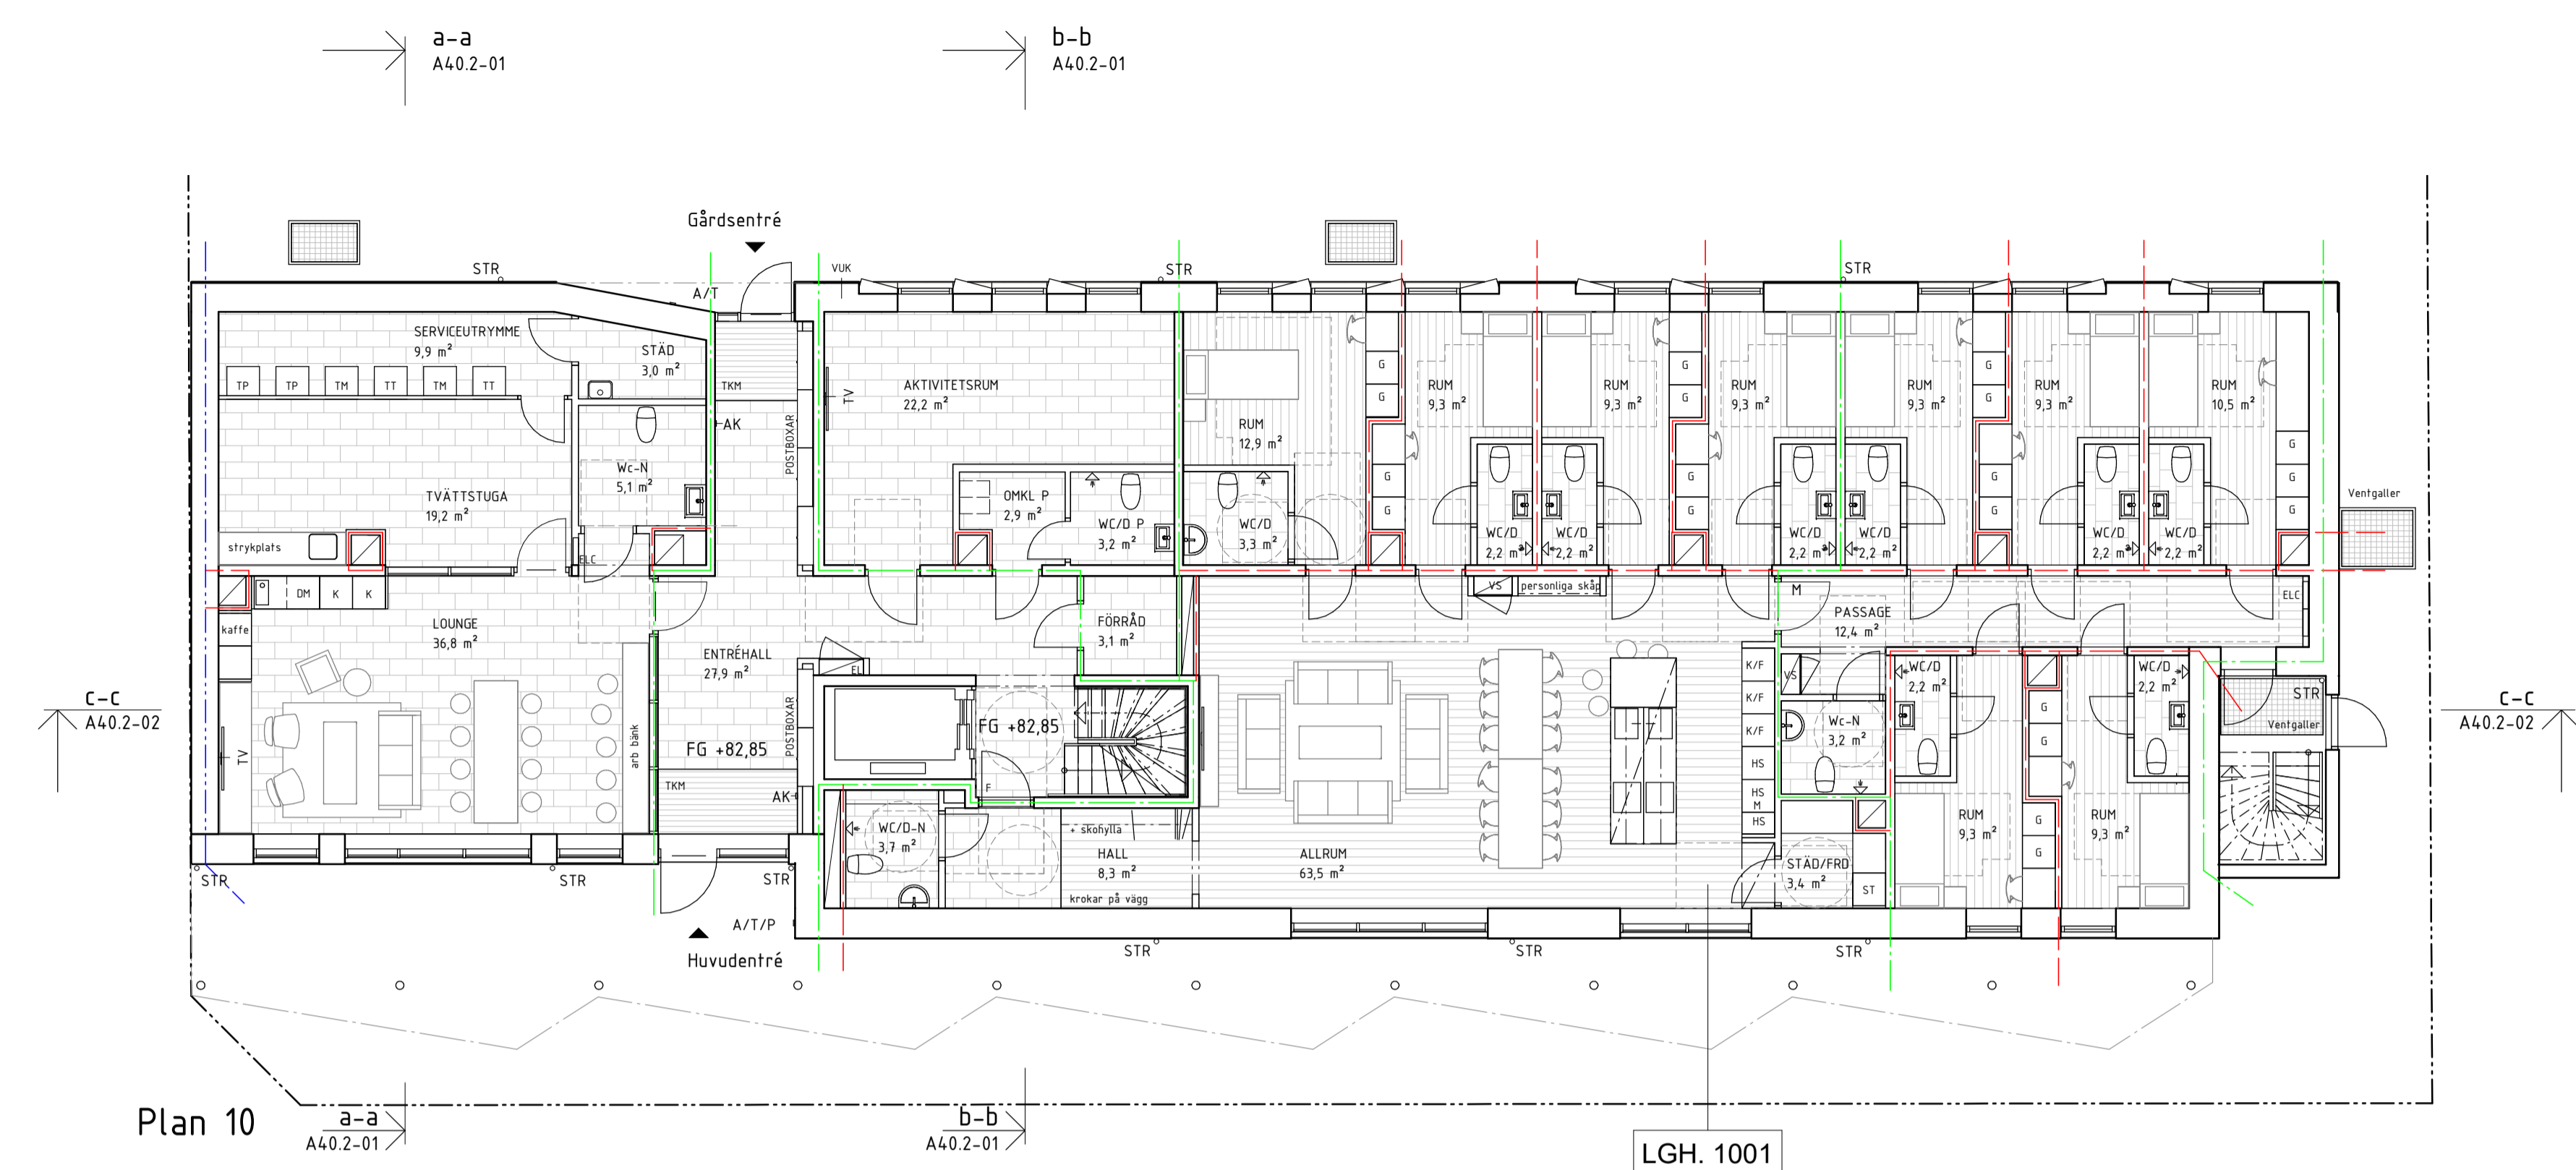 a-a
A40.2-01
b-b
A40.2-01
Gårdsentré
STR
VUK
STR
STR
A/T
SERVICEUTRYMME
9,9 m²
STÄD
3,0 m²
TP
TP
TM
TT
TM
TT
TKM
AK
POSTBOXAR
TV
AKTIVITETSRUM
22,2 m²
RUM
12,9 m²
G
G
RUM
9,3 m²
RUM
9,3 m²
G
G
RUM
9,3 m²
RUM
9,3 m²
G
G
RUM
9,3 m²
RUM
10,5 m²
Wc-N
5,1 m²
TVÄTTSTUGA
19,2 m²
strykplats
ELC
OMKL P
2,9 m²
WC/D P
3,2 m²
WC/D
3,3 m²
G
G
WC/D
2,2 m²
WC/D
2,2 m²
G
G
WC/D
2,2 m²
WC/D
2,2 m²
G
G
WC/D
2,2 m²
WC/D
2,2 m²
G
G
G
Ventgaller
DM
K
K
kaffe
LOUNGE
36,8 m²
ENTRÉHALL
27,9 m²
EL
FÖRRÅD
3,1 m²
VS
personliga skåp
M
PASSAGE
12,4 m²
ELC
K/F
K/F
K/F
HS
HS
M
HS
VS
WC/D
2,2 m²
WC/D
2,2 m²
C-C
A40.2-02
C-C
A40.2-02
TV
arb bänk
FG +82,85
POSTBOXAR
FG +82,85
TKM
AK
F
Wc-N
3,2 m²
G
G
STR
Ventgaller
WC/D-N
3,7 m²
+ skohylla
HALL
8,3 m²
krokar på vägg
ALLRUM
63,5 m²
STÄD/FRD
3,4 m²
ST
RUM
9,3 m²
G
G
RUM
9,3 m²
STR
STR
STR
A/T/P
Huvudentré
STR
STR
STR
Plan 10
a-a
A40.2-01
b-b
A40.2-01
LGH. 1001